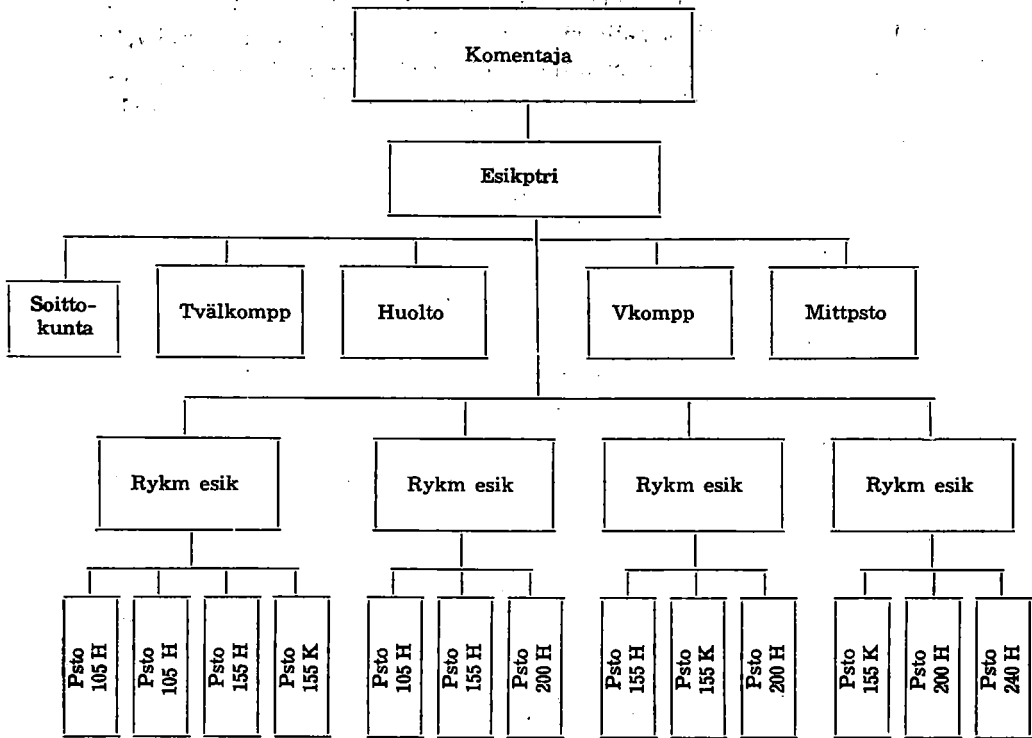 Komentaja
Esikptri
Soitto-
kunta
Tvälkompp
Huolto
Vkompp
Mittpsto
Rykm esik
Rykm esik
Rykm esik
Rykm esik
Psto
105 H
Psto
105 H
Psto
155 H
Psto
155 K
Psto
105 H
Psto
155 H
Psto
200 H
Psto
155 H
Psto
155 K
Psto
200 H
Psto
155 K
Psto
200 H
Psto
240 H